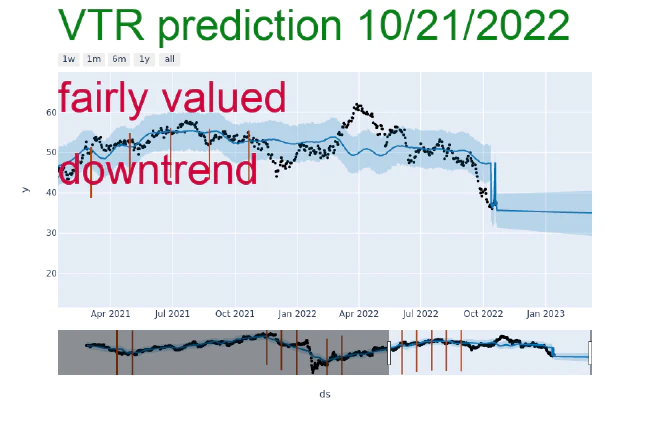 VTR prediction 10/21/2022
1w 1m 6m 1y all
fairly valued
downtrend
60
50
40
30
20
y
Apr 2021 Jul 2021 Oct 2021 Jan 2022 Apr 2022 Jul 2022 Oct 2022 Jan 2023
ds